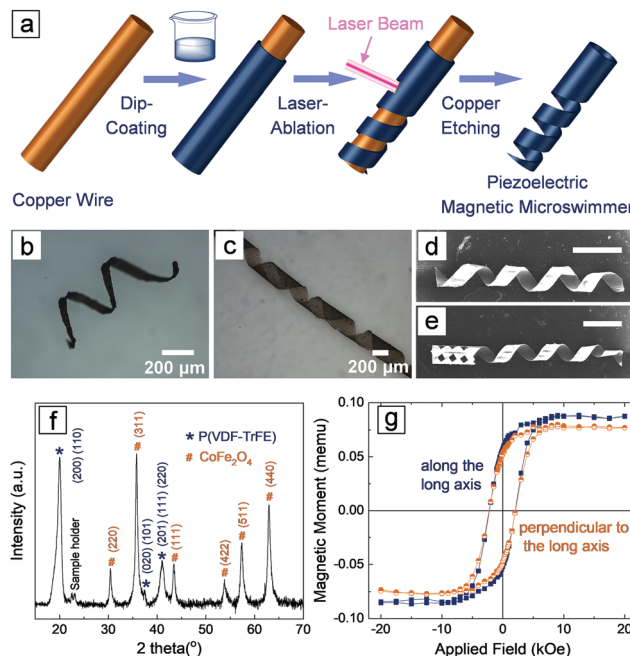 a
Laser Beam
Dip-
Coating
Laser-
Ablation
Copper
Etching
Copper Wire
Piezoelectric
Magnetic Microswimmer
b
200 µm
c
200 µm
d
e
f
Intensity (a.u.)
* (200) (110)
Sample holder
# (220)
# (311)
* (020) (101)
* (201) (111) (220)
# (111)
# (422)
# (511)
# (440)
* P(VDF-TrFE)
# CoFe2O4
20 30 40 50 60 70
2 theta(°)
g
Magnetic Moment (memu)
0.10
0.05
0.00
-0.05
-0.10
along the
long axis
perpendicular to
the long axis
-20 -10 0 10 20
Applied Field (kOe)